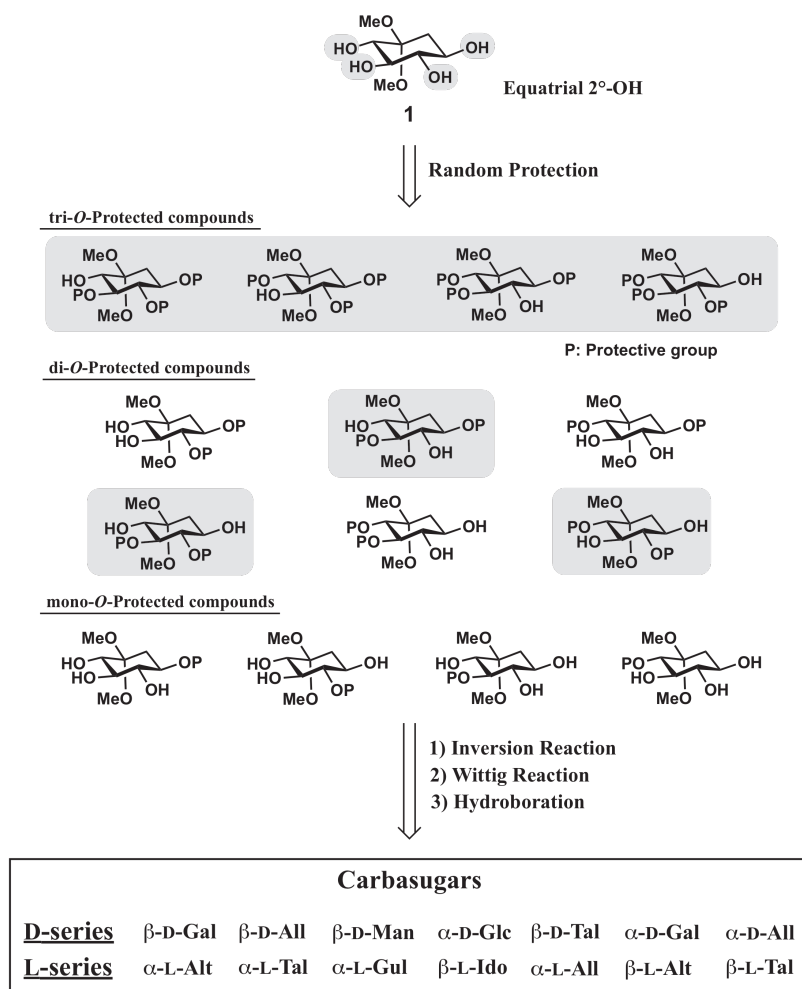 MeO
HO
OH
HO
OH
MeO
Equatrial 2°-OH
1
Random Protection
tri-O-Protected compounds
MeO MeO MeO MeO
HO OP PO OP PO OP PO OH
PO OP HO OP PO OH PO OP
MeO MeO MeO MeO
P: Protective group
di-O-Protected compounds
MeO MeO MeO
HO OP HO OP PO OP
HO OP PO OH HO OH
MeO MeO MeO
MeO MeO MeO
HO OH PO OH PO OH
PO OP PO OH HO OP
MeO MeO MeO
mono-O-Protected compounds
MeO MeO MeO MeO
HO OP HO OH HO OH PO OH
HO OH HO OP PO OH HO OH
MeO MeO MeO MeO
1) Inversion Reaction
2) Wittig Reaction
3) Hydroboration
Carbasugars
D-series β-D-Gal β-D-All β-D-Man α-D-Glc β-D-Tal α-D-Gal α-D-All
L-series α-L-Alt α-L-Tal α-L-Gul β-L-Ido α-L-All β-L-Alt β-L-Tal